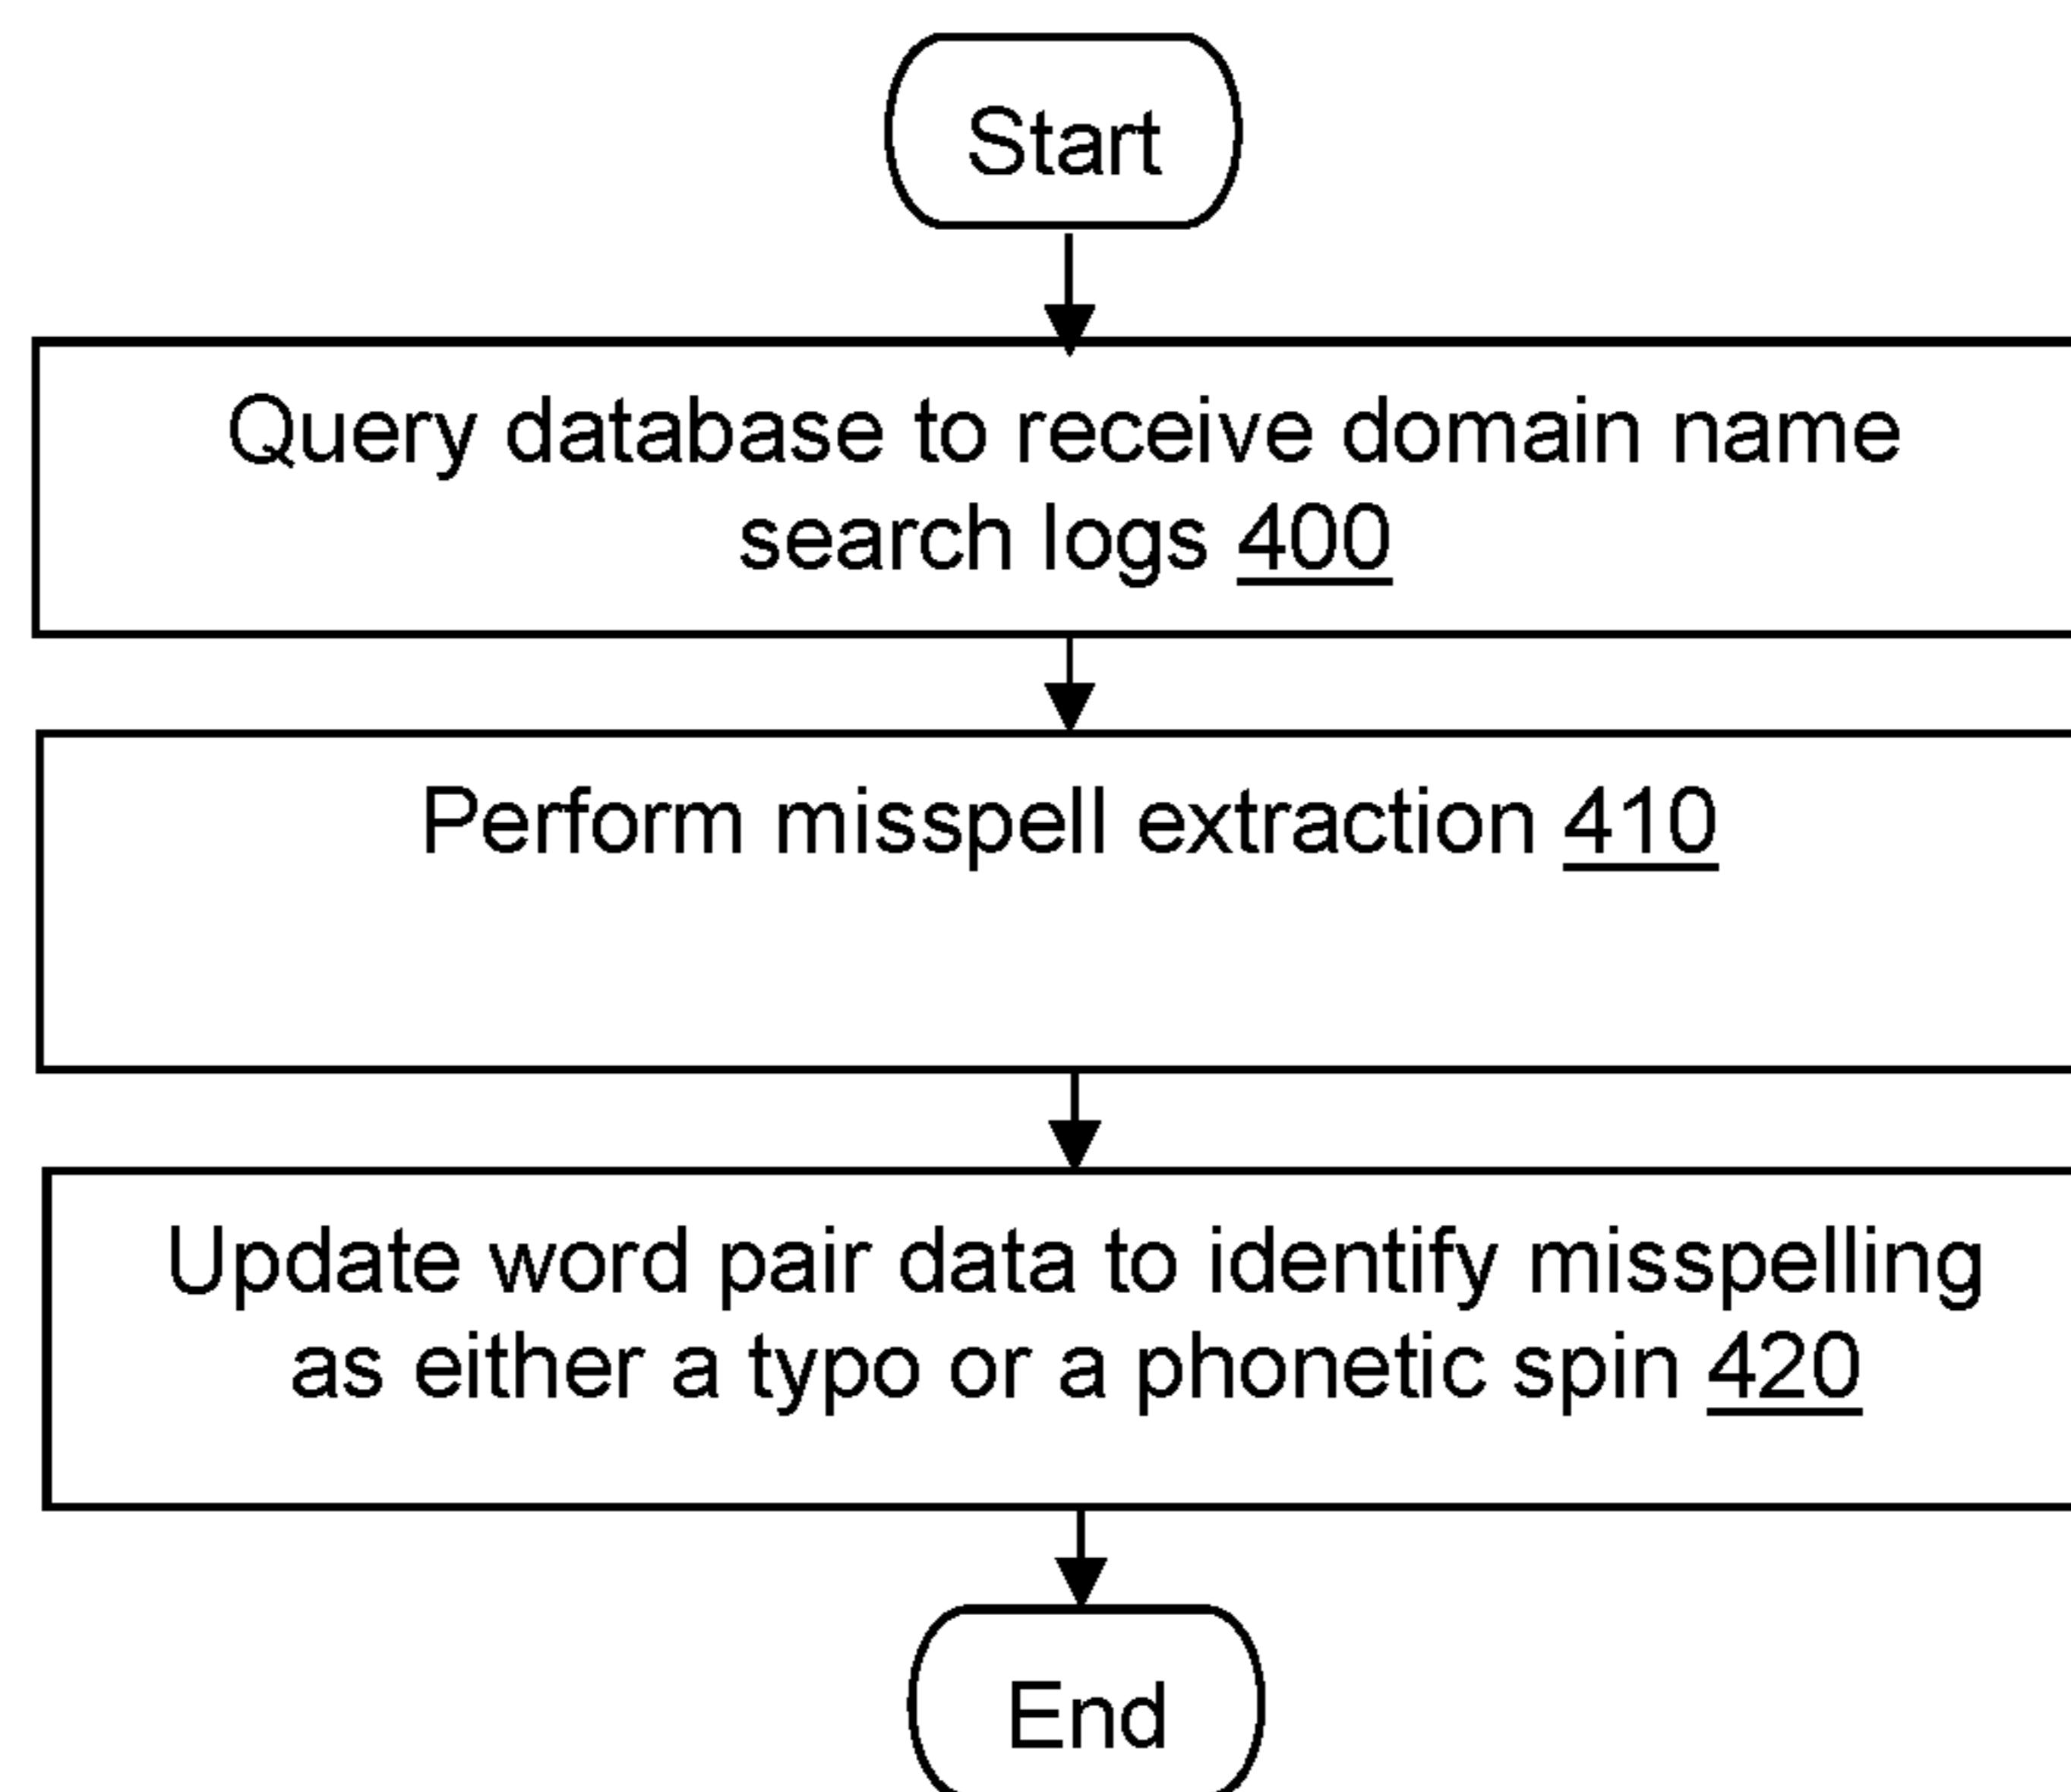 Start
Query database to receive domain name
search logs 400
Perform misspell extraction 410
Update word pair data to identify misspelling
as either a typo or a phonetic spin 420
End